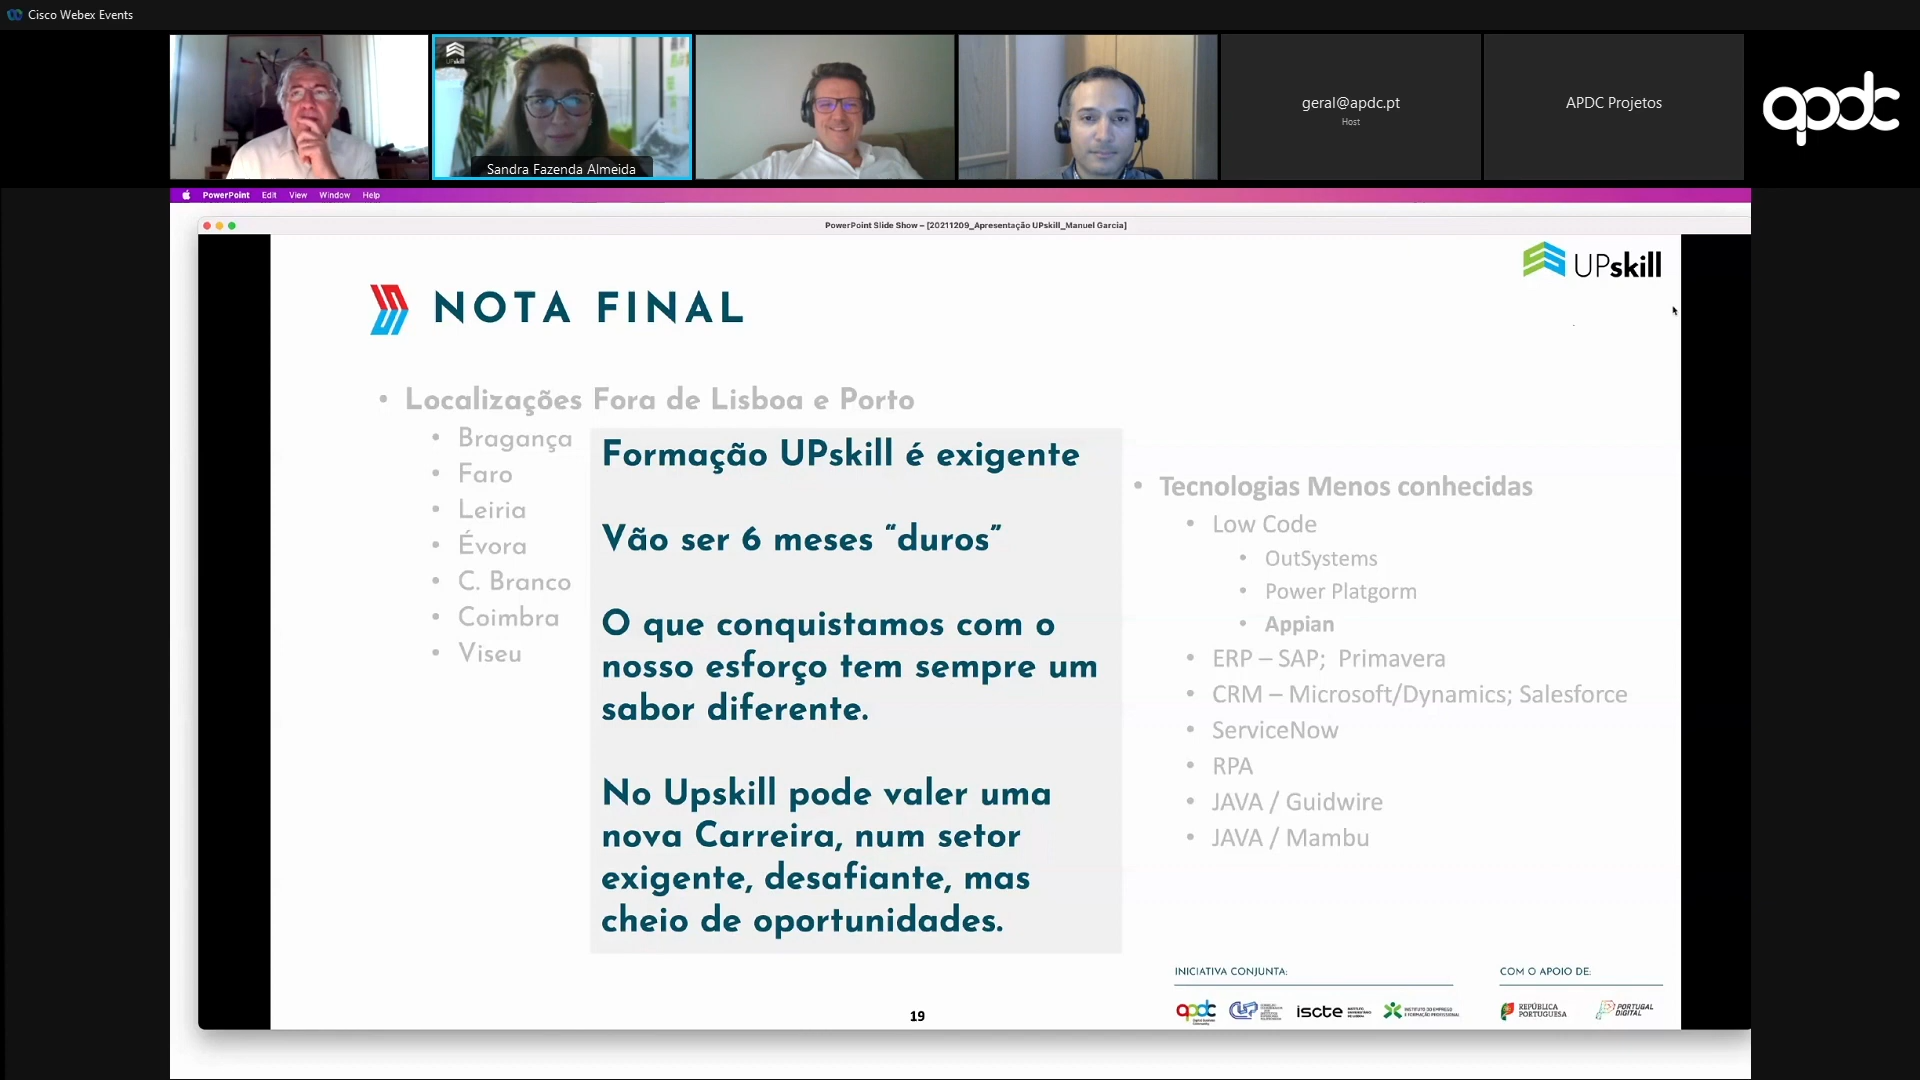 Cisco Webex Events
UPskill
Sandra Fazenda Almeida
geral@apdc.pt
Host
APDC Projetos
apdc
PowerPoint Edit View Window Help
PowerPoint Slide Show – [20211209_Apresentação UPskill_Manuel Garcia]
UPskill
NOTA FINAL
• Localizações Fora de Lisboa e Porto
• Bragança
• Faro
• Leiria
• Évora
• C. Branco
• Coimbra
• Viseu
Formação UPskill é exigente
Vão ser 6 meses “duros”
O que conquistamos com o
nosso esforço tem sempre um
sabor diferente.
No Upskill pode valer uma
nova Carreira, num setor
exigente, desafiante, mas
cheio de oportunidades.
• Tecnologias Menos conhecidas
• Low Code
• OutSystems
• Power Platgorm
• Appian
• ERP – SAP; Primavera
• CRM – Microsoft/Dynamics; Salesforce
• ServiceNow
• RPA
• JAVA / Guidwire
• JAVA / Mambu
INICIATIVA CONJUNTA:
COM O APOIO DE:
apdc
iscte
REPÚBLICA
PORTUGUESA
PORTUGAL
DIGITAL
19